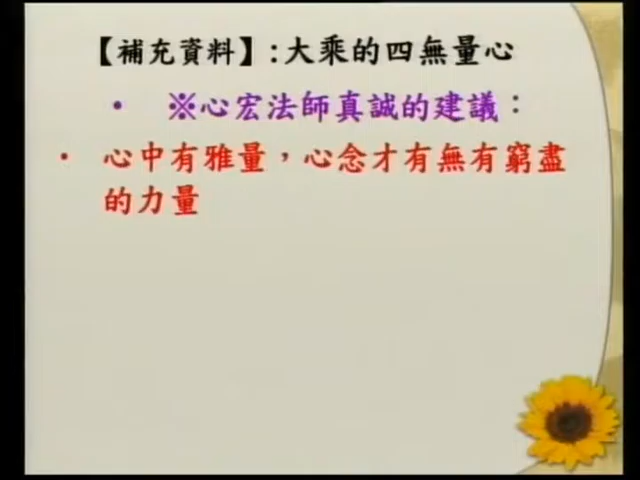 【補充資料】:大乘的四無量心
• ※心宏法師真誠的建議：
• 心中有雅量，心念才有無有窮盡
的力量